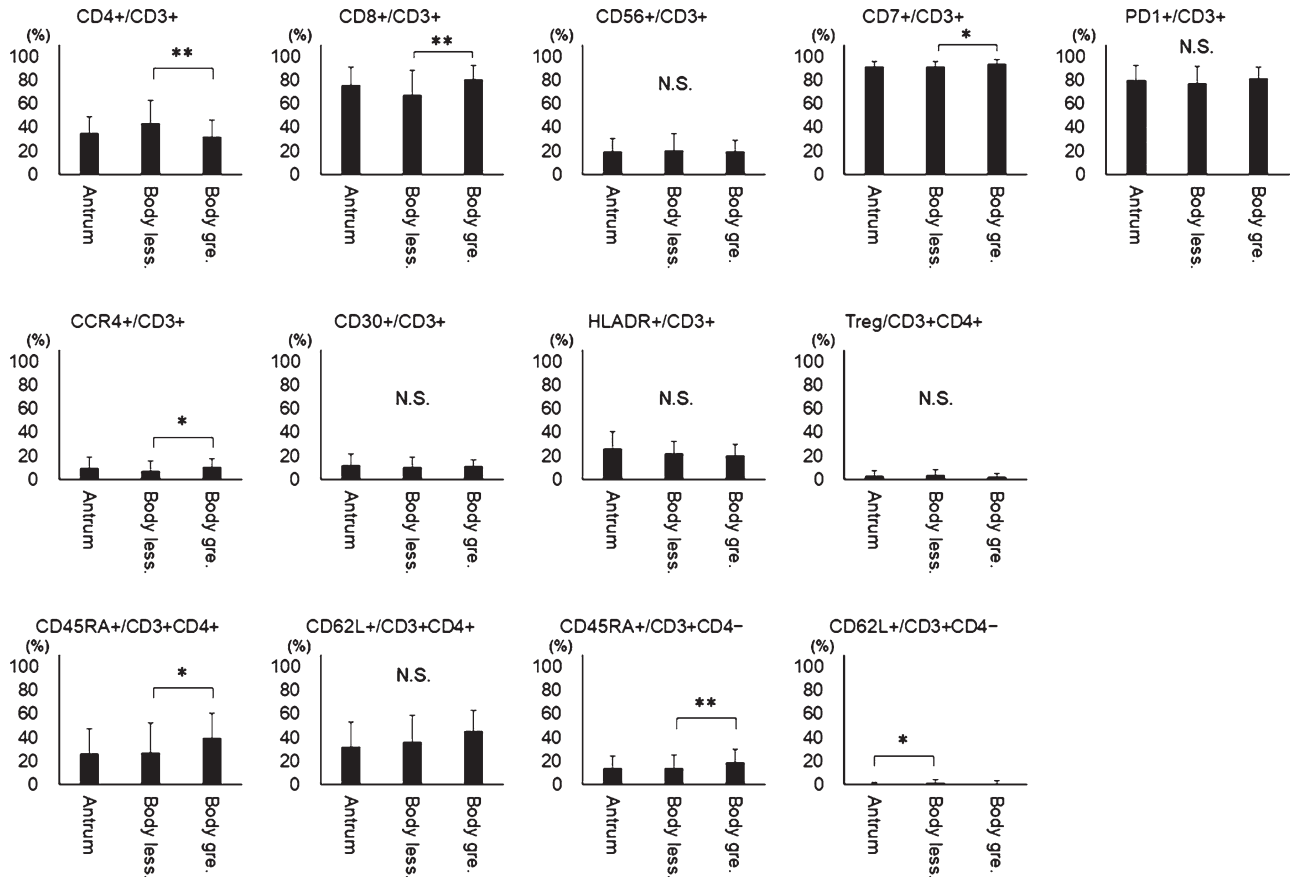 CD4+/CD3+
(%)
100
80
60
40
20
0
**
Antrum
Body less.
Body gre.
CD8+/CD3+
(%)
100
80
60
40
20
0
**
Antrum
Body less.
Body gre.
CD56+/CD3+
(%)
100
80
60
40
20
0
N.S.
Antrum
Body less.
Body gre.
CD7+/CD3+
(%)
100
80
60
40
20
0
*
Antrum
Body less.
Body gre.
PD1+/CD3+
(%)
100
80
60
40
20
0
N.S.
Antrum
Body less.
Body gre.
CCR4+/CD3+
(%)
100
80
60
40
20
0
*
Antrum
Body less.
Body gre.
CD30+/CD3+
(%)
100
80
60
40
20
0
N.S.
Antrum
Body less.
Body gre.
HLADR+/CD3+
(%)
100
80
60
40
20
0
N.S.
Antrum
Body less.
Body gre.
Treg/CD3+CD4+
(%)
100
80
60
40
20
0
N.S.
Antrum
Body less.
Body gre.
CD45RA+/CD3+CD4+
(%)
100
80
60
40
20
0
*
Antrum
Body less.
Body gre.
CD62L+/CD3+CD4+
(%)
100
80
60
40
20
0
N.S.
Antrum
Body less.
Body gre.
CD45RA+/CD3+CD4−
(%)
100
80
60
40
20
0
**
Antrum
Body less.
Body gre.
CD62L+/CD3+CD4−
(%)
100
80
60
40
20
0
*
Antrum
Body less.
Body gre.